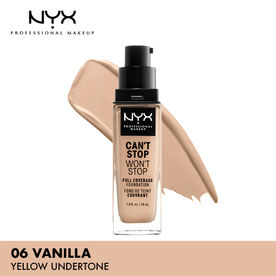 NYX
PROFESSIONAL MAKEUP
NYX
PROFESSIONAL MAKEUP
CAN'T
STOP
WON'T
STOP
FULL COVERAGE
FOUNDATION
FOND DE TEINT
COUVRANT
06 VANILLA
YELLOW UNDERTONE